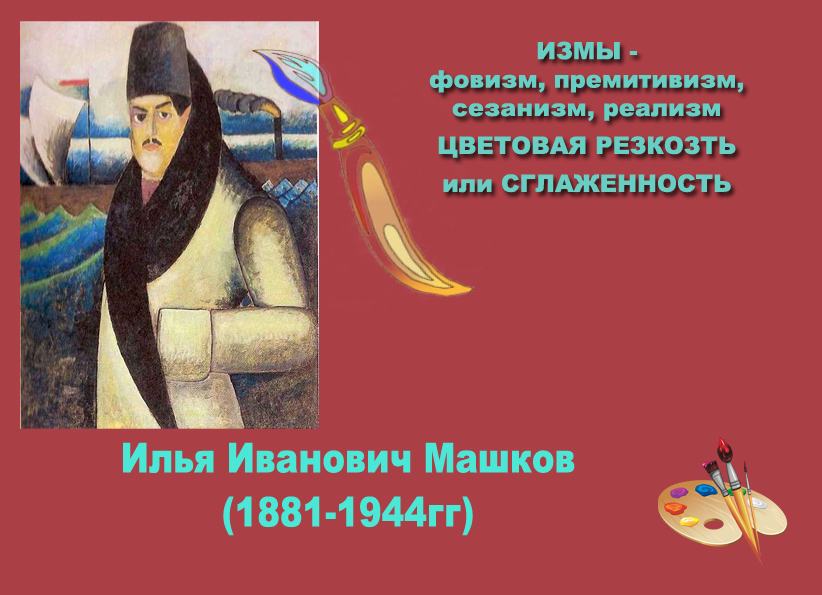 ИЗМЫ -
фовизм, премитивизм,
сезанизм, реализм
ЦВЕТОВАЯ РЕЗКОЗТЬ
или СГЛАЖЕННОСТЬ
Илья Иванович Машков
(1881-1944гг)